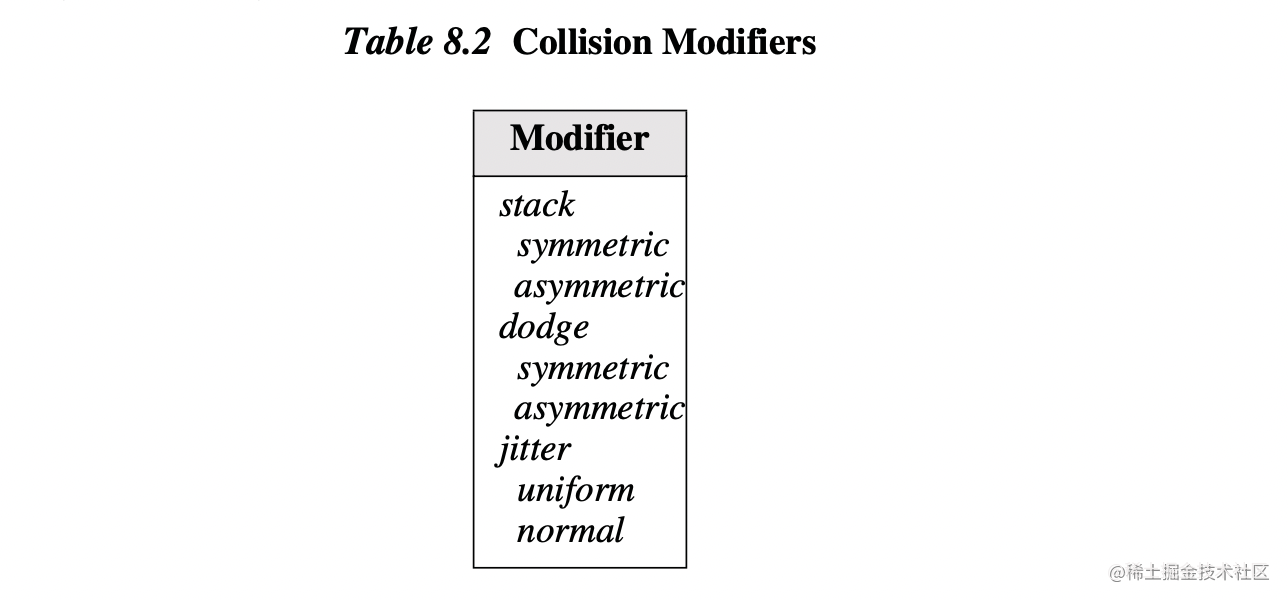 Table 8.2 Collision Modifiers
Modifier
stack
symmetric
asymmetric
dodge
symmetric
asymmetric
jitter
uniform
normal
@稀土掘金技术社区